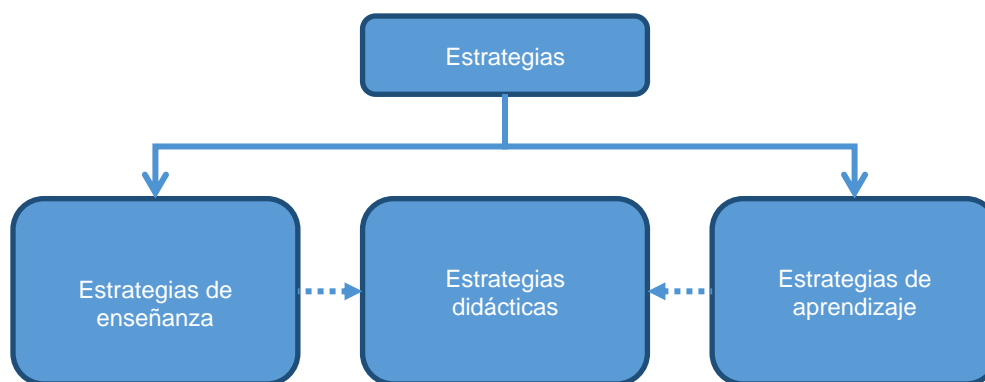 Estrategias
Estrategias de
enseñanza
Estrategias
didácticas
Estrategias de
aprendizaje